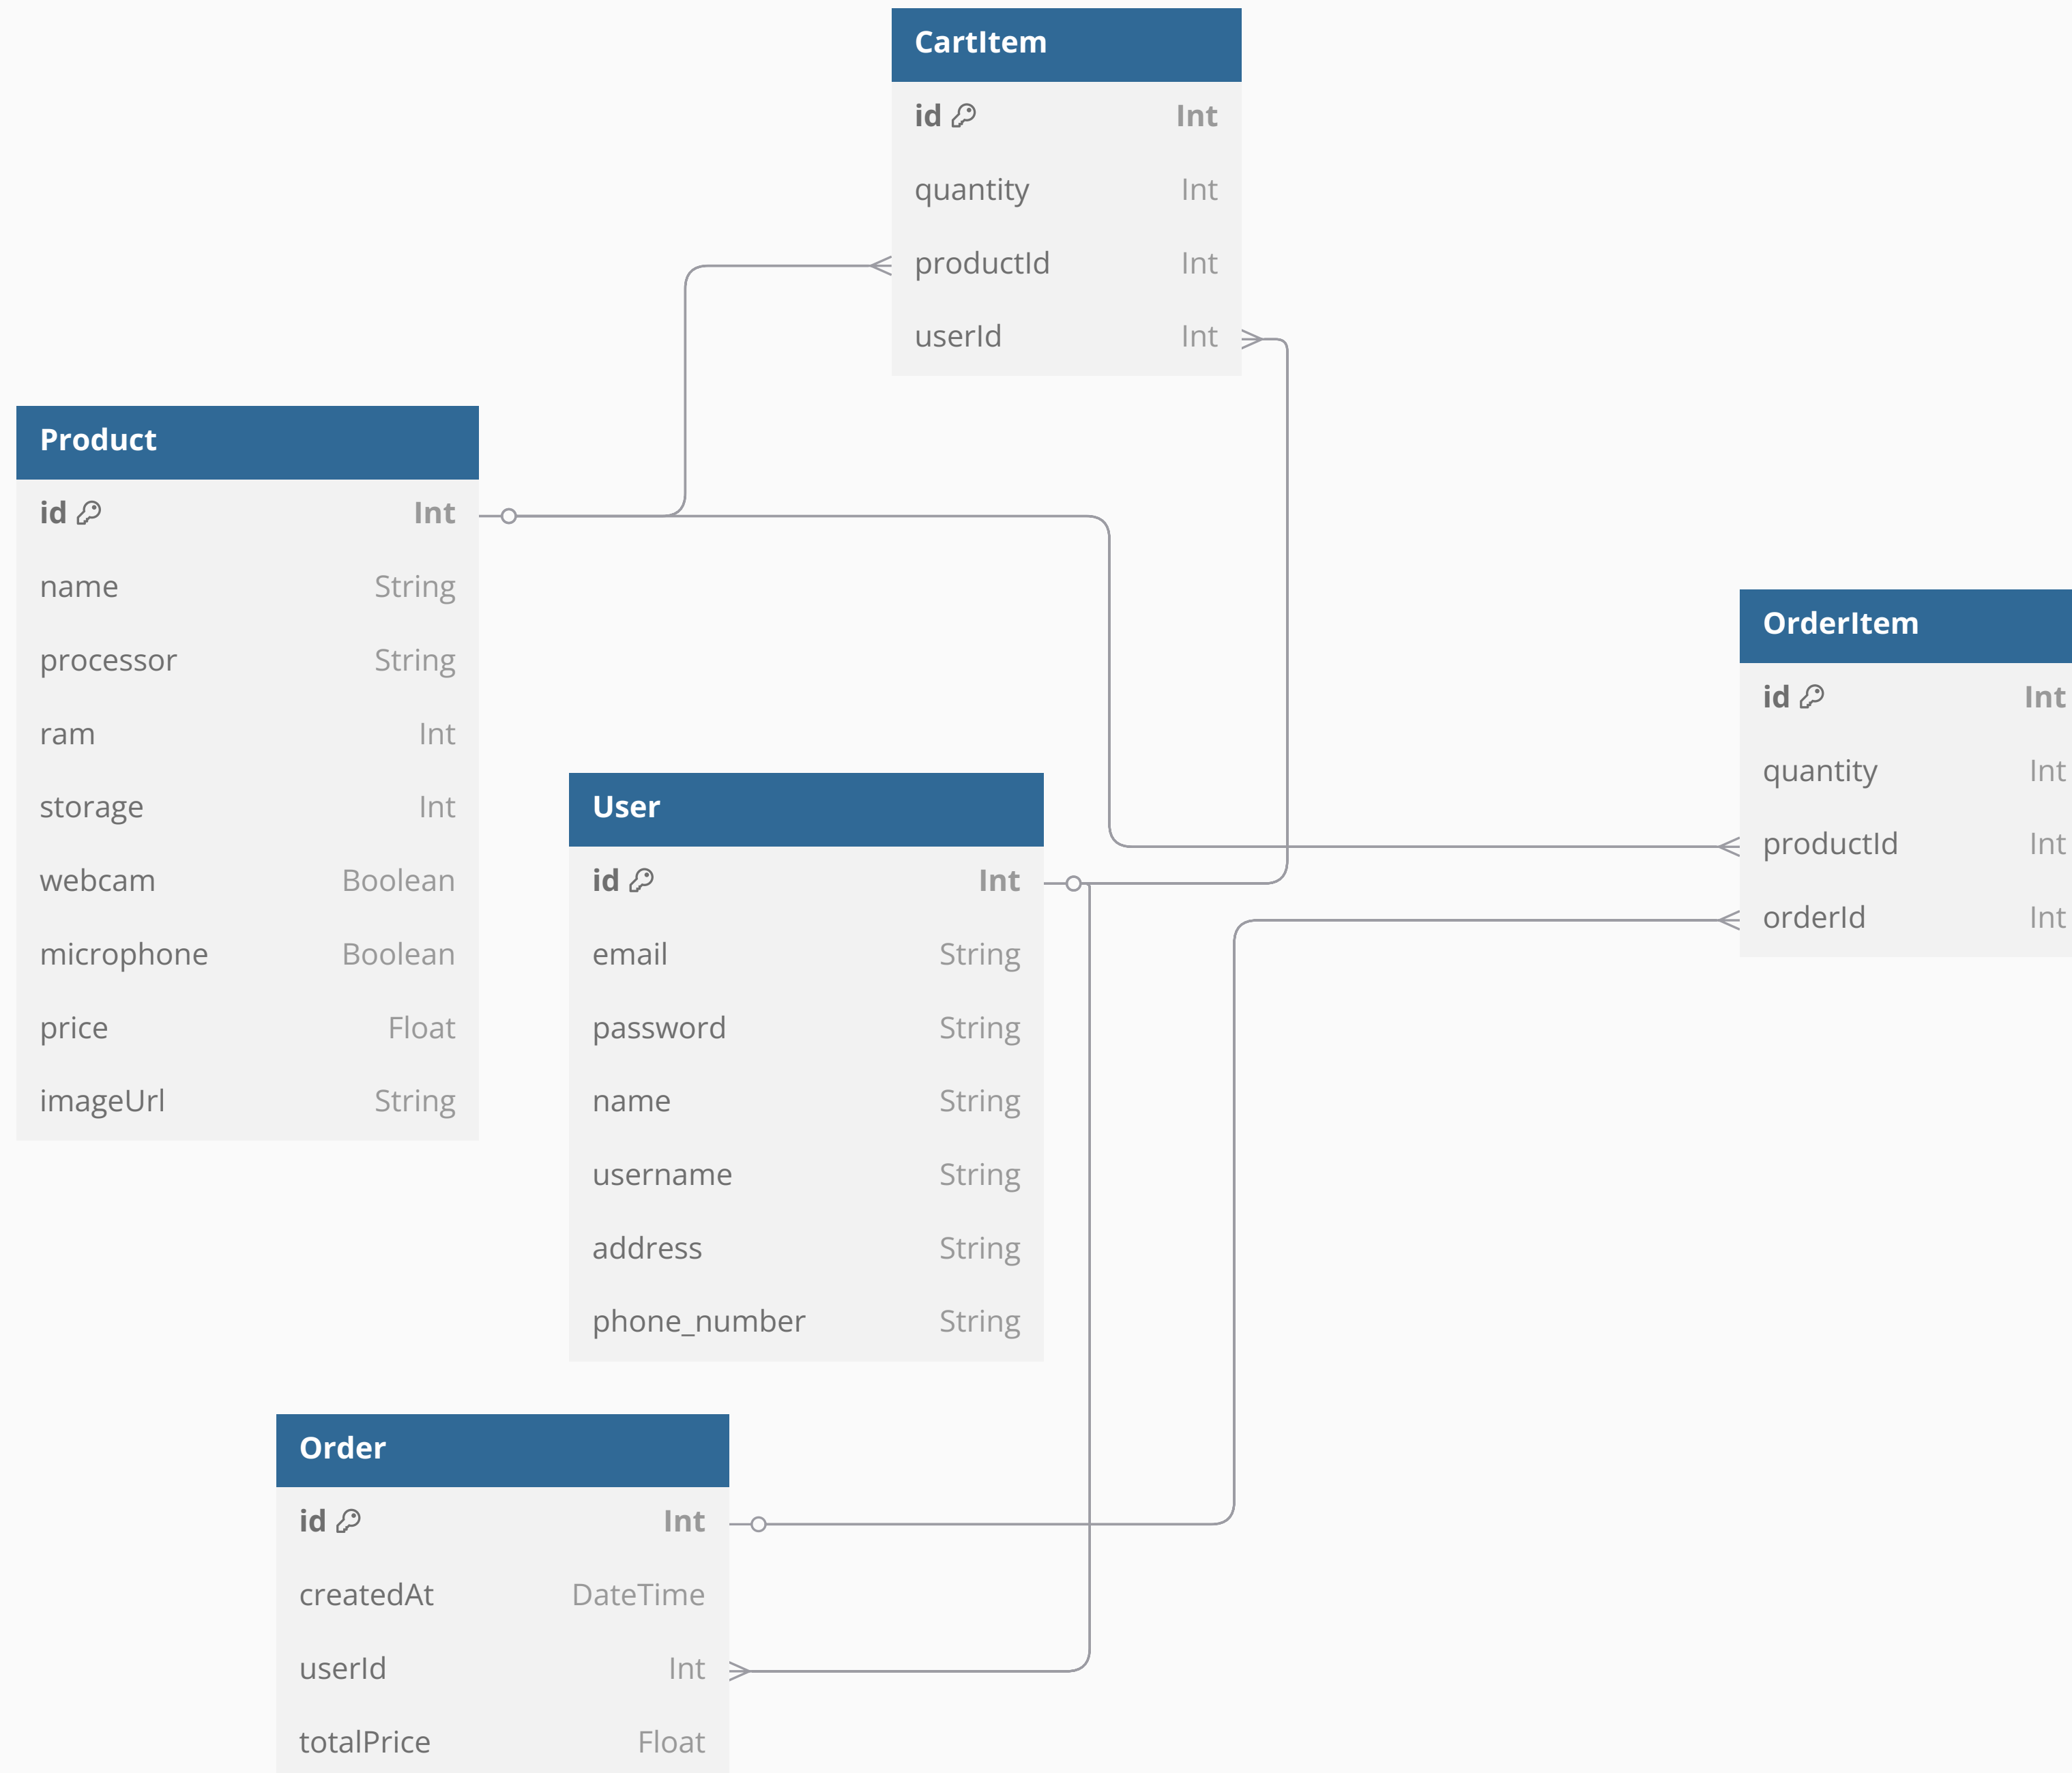 CartItem
id Int
quantity Int
productId Int
userId Int
Product
id Int
name String
processor String
ram Int
storage Int
webcam Boolean
microphone Boolean
price Float
imageUrl String
User
id Int
email String
password String
name String
username String
address String
phone_number String
OrderItem
id Int
quantity Int
productId Int
orderId Int
Order
id Int
createdAt DateTime
userId Int
totalPrice Float